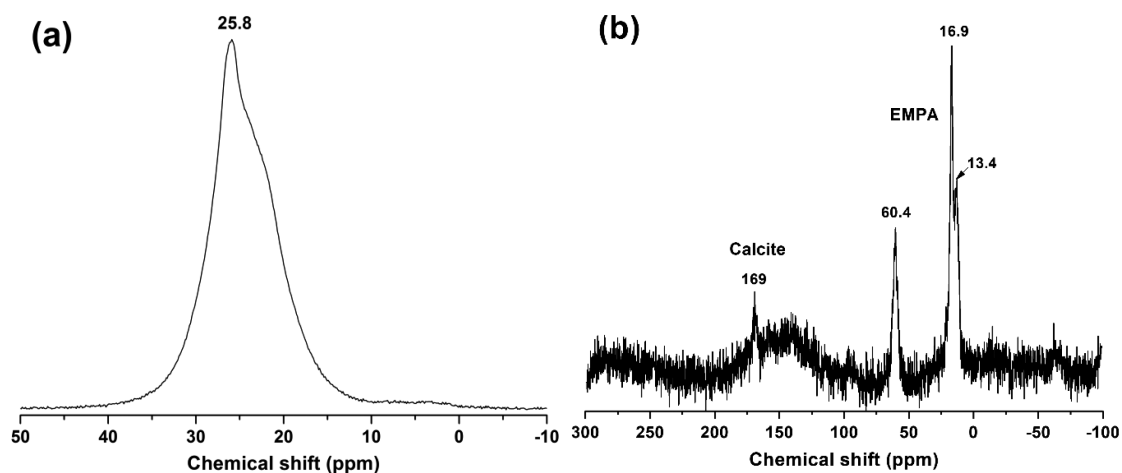 (a)
25.8
50 40 30 20 10 0 -10
Chemical shift (ppm)
(b)
16.9
EMPA
13.4
60.4
Calcite
169
300 250 200 150 100 50 0 -50 -100
Chemical shift (ppm)